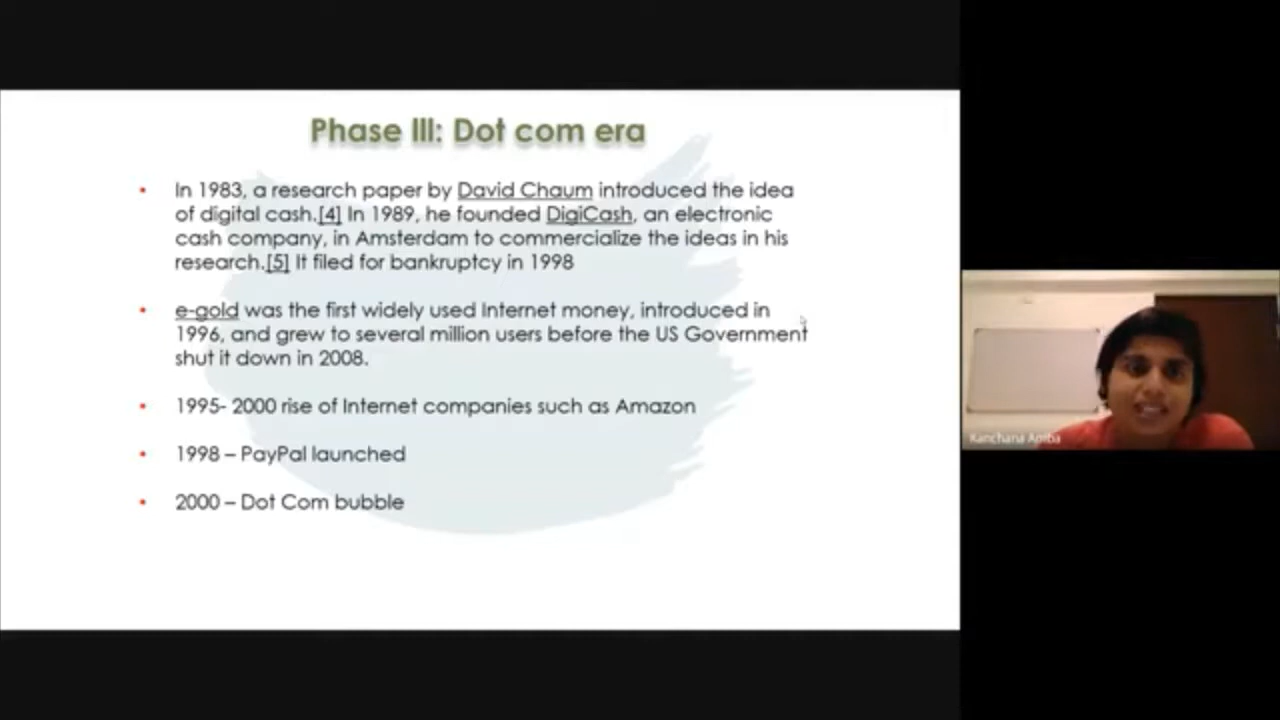 Phase III: Dot com era
• In 1983, a research paper by David Chaum introduced the idea
of digital cash.[4] In 1989, he founded DigiCash, an electronic
cash company, in Amsterdam to commercialize the ideas in his
research.[5] It filed for bankruptcy in 1998
• e-gold was the first widely used Internet money, introduced in
1996, and grew to several million users before the US Government
shut it down in 2008.
• 1995- 2000 rise of Internet companies such as Amazon
• 1998 – PayPal launched
• 2000 – Dot Com bubble
Kanchana Amba